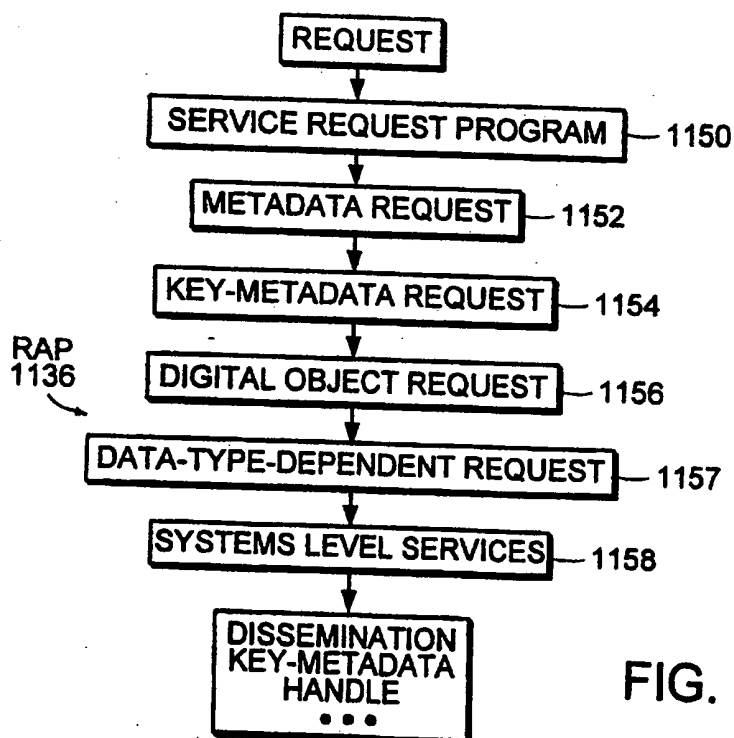 REQUEST
SERVICE REQUEST PROGRAM 1150
METADATA REQUEST 1152
KEY-METADATA REQUEST 1154
RAP
1136
DIGITAL OBJECT REQUEST 1156
DATA-TYPE-DEPENDENT REQUEST 1157
SYSTEMS LEVEL SERVICES 1158
DISSEMINATION
KEY-METADATA
HANDLE
•••
FIG.